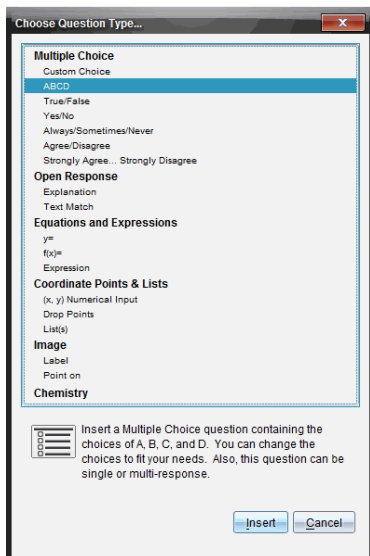 Choose Question Type...
Multiple Choice
Custom Choice
ABCD
True/False
Yes/No
Always/Sometimes/Never
Agree/Disagree
Strongly Agree... Strongly Disagree
Open Response
Explanation
Text Match
Equations and Expressions
y=
f(x)=
Expression
Coordinate Points & Lists
(x, y) Numerical Input
Drop Points
List(s)
Image
Label
Point on
Chemistry
Insert a Multiple Choice question containing the
choices of A, B, C, and D. You can change the
choices to fit your needs. Also, this question can be
single or multi-response.
Insert Cancel